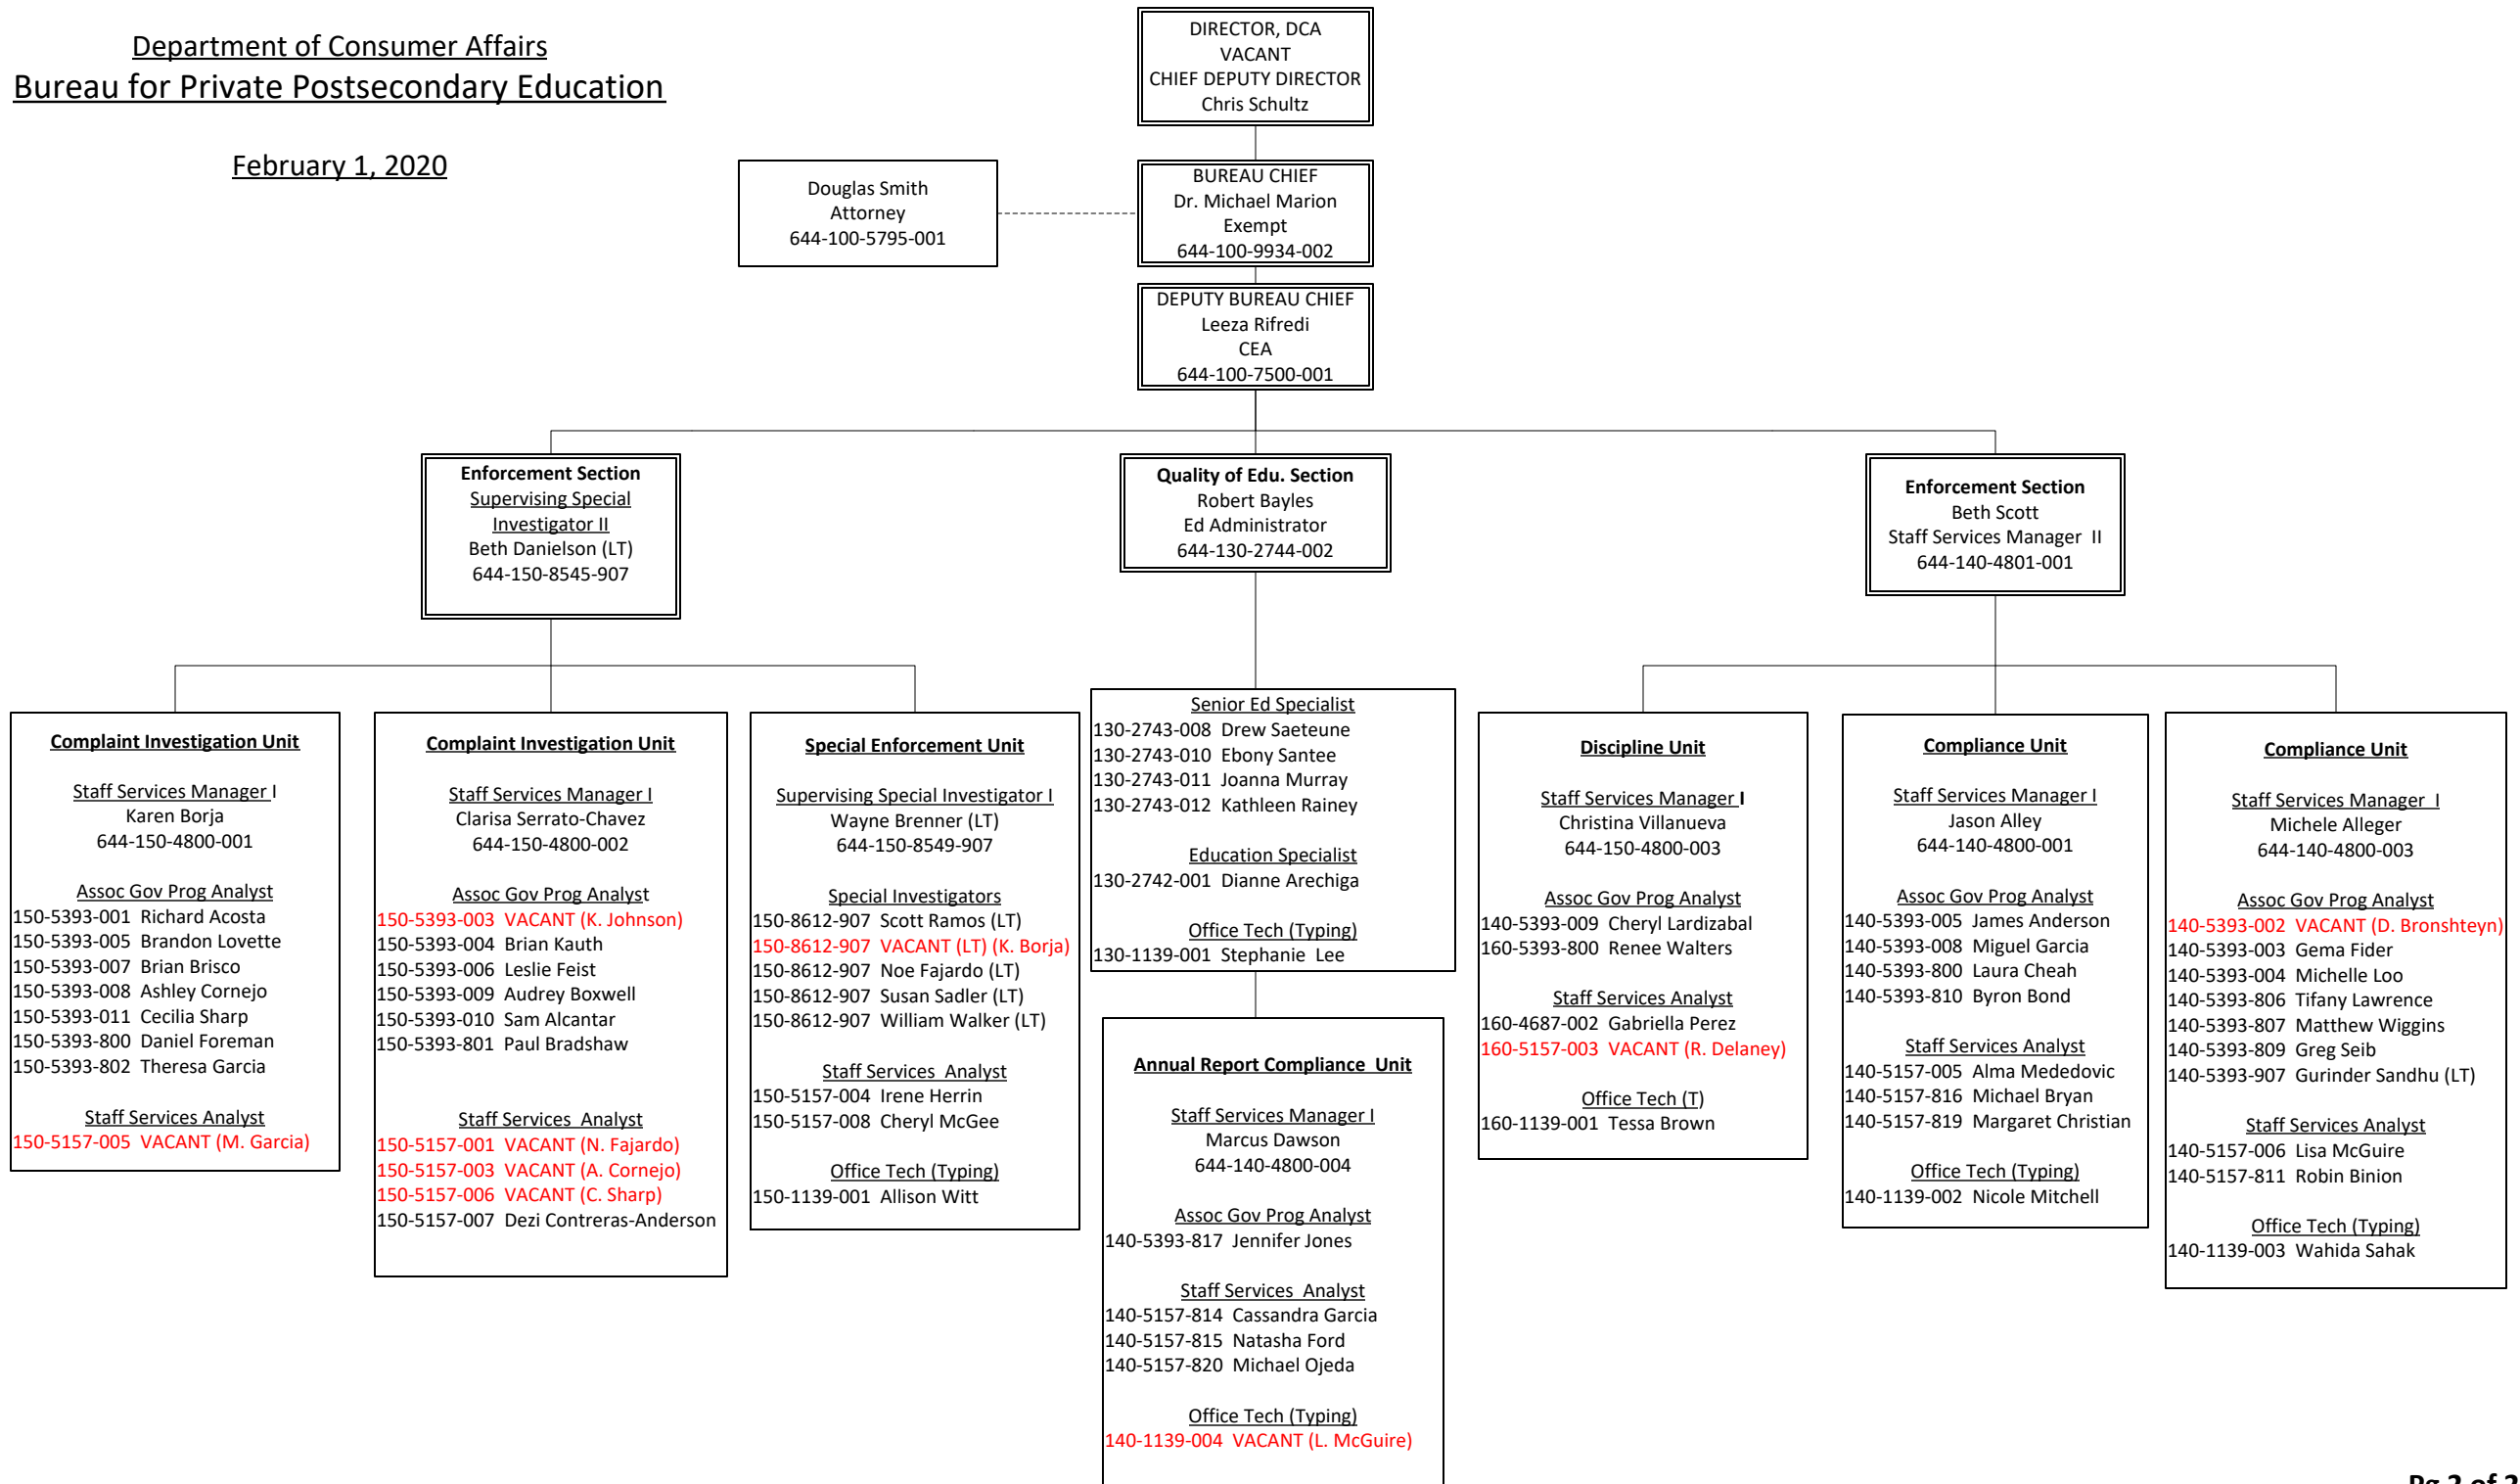 Department of Consumer Affairs
Bureau for Private Postsecondary Education
February 1, 2020
DIRECTOR, DCA
VACANT
CHIEF DEPUTY DIRECTOR
Chris Schultz
Douglas Smith
Attorney
644-100-5795-001
BUREAU CHIEF
Dr. Michael Marion
Exempt
644-100-9934-002
DEPUTY BUREAU CHIEF
Leeza Rifredi
CEA
644-100-7500-001
Enforcement Section
Supervising Special
Investigator II
Beth Danielson (LT)
644-150-8545-907
Quality of Edu. Section
Robert Bayles
Ed Administrator
644-130-2744-002
Enforcement Section
Beth Scott
Staff Services Manager II
644-140-4801-001
Complaint Investigation Unit
Staff Services Manager I
Karen Borja
644-150-4800-001
Assoc Gov Prog Analyst
150-5393-001 Richard Acosta
150-5393-005 Brandon Lovette
150-5393-007 Brian Brisco
150-5393-008 Ashley Cornejo
150-5393-011 Cecilia Sharp
150-5393-800 Daniel Foreman
150-5393-802 Theresa Garcia
Staff Services Analyst
150-5157-005 VACANT (M. Garcia)
Complaint Investigation Unit
Staff Services Manager I
Clarisa Serrato-Chavez
644-150-4800-002
Assoc Gov Prog Analyst
150-5393-003 VACANT (K. Johnson)
150-5393-004 Brian Kauth
150-5393-006 Leslie Feist
150-5393-009 Audrey Boxwell
150-5393-010 Sam Alcantar
150-5393-801 Paul Bradshaw
Staff Services Analyst
150-5157-001 VACANT (N. Fajardo)
150-5157-003 VACANT (A. Cornejo)
150-5157-006 VACANT (C. Sharp)
150-5157-007 Dezi Contreras-Anderson
Special Enforcement Unit
Supervising Special Investigator I
Wayne Brenner (LT)
644-150-8549-907
Special Investigators
150-8612-907 Scott Ramos (LT)
150-8612-907 VACANT (LT) (K. Borja)
150-8612-907 Noe Fajardo (LT)
150-8612-907 Susan Sadler (LT)
150-8612-907 William Walker (LT)
Staff Services Analyst
150-5157-004 Irene Herrin
150-5157-008 Cheryl McGee
Office Tech (Typing)
150-1139-001 Allison Witt
Senior Ed Specialist
130-2743-008 Drew Saeteune
130-2743-010 Ebony Santee
130-2743-011 Joanna Murray
130-2743-012 Kathleen Rainey
Education Specialist
130-2742-001 Dianne Arechiga
Office Tech (Typing)
130-1139-001 Stephanie Lee
Annual Report Compliance Unit
Staff Services Manager I
Marcus Dawson
644-140-4800-004
Assoc Gov Prog Analyst
140-5393-817 Jennifer Jones
Staff Services Analyst
140-5157-814 Cassandra Garcia
140-5157-815 Natasha Ford
140-5157-820 Michael Ojeda
Office Tech (Typing)
140-1139-004 VACANT (L. McGuire)
Discipline Unit
Staff Services Manager I
Christina Villanueva
644-150-4800-003
Assoc Gov Prog Analyst
140-5393-009 Cheryl Lardizabal
160-5393-800 Renee Walters
Staff Services Analyst
160-4687-002 Gabriella Perez
160-5157-003 VACANT (R. Delaney)
Office Tech (T)
160-1139-001 Tessa Brown
Compliance Unit
Staff Services Manager I
Jason Alley
644-140-4800-001
Assoc Gov Prog Analyst
140-5393-005 James Anderson
140-5393-008 Miguel Garcia
140-5393-800 Laura Cheah
140-5393-810 Byron Bond
Staff Services Analyst
140-5157-005 Alma Mededovic
140-5157-816 Michael Bryan
140-5157-819 Margaret Christian
Office Tech (Typing)
140-1139-002 Nicole Mitchell
Compliance Unit
Staff Services Manager I
Michele Alleger
644-140-4800-003
Assoc Gov Prog Analyst
140-5393-002 VACANT (D. Bronshteyn)
140-5393-003 Gema Fider
140-5393-004 Michelle Loo
140-5393-806 Tifany Lawrence
140-5393-807 Matthew Wiggins
140-5393-809 Greg Seib
140-5393-907 Gurinder Sandhu (LT)
Staff Services Analyst
140-5157-006 Lisa McGuire
140-5157-811 Robin Binion
Office Tech (Typing)
140-1139-003 Wahida Sahak
Pg 2 of 2